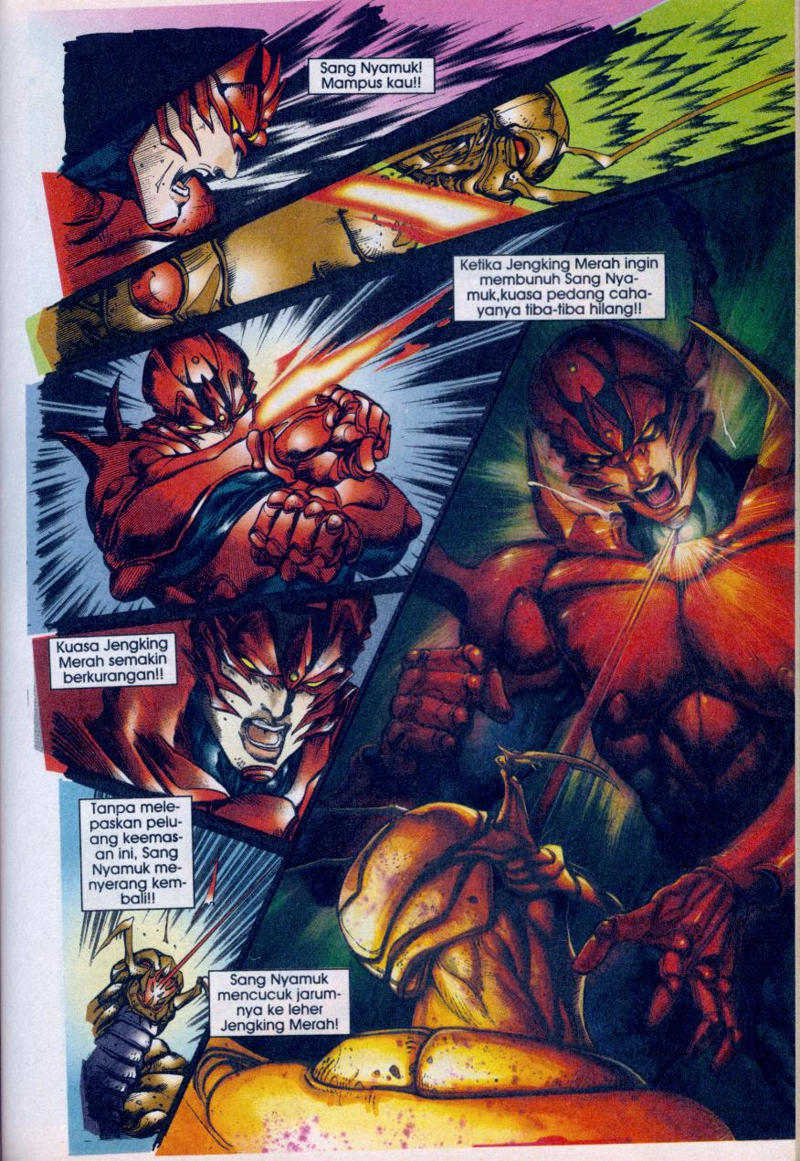 Sang Nyamuk!
Mampus kau!!
Ketika Jengking Merah ingin
membunuh Sang Nya-
muk,kuasa pedang caha-
yanya tiba-tiba hilang!!
Kuasa Jengking
Merah semakin
berkurangan!!
Tanpa mele-
paskan pelu-
ang keemas-
an ini, Sang
Nyamuk me-
nyerang kem-
bali!!
Sang Nyamuk
mencucuk jarum-
nya ke leher
Jengking Merah!